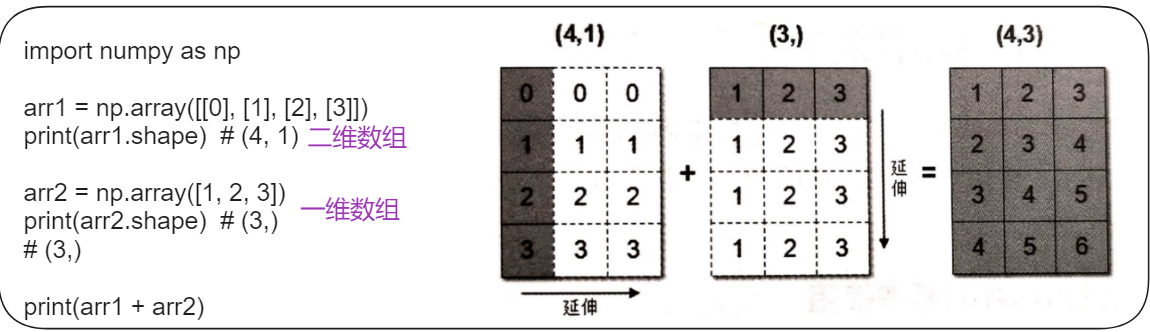 import numpy as np
arr1 = np.array([[0], [1], [2], [3]])
print(arr1.shape)  # (4, 1) 二维数组
arr2 = np.array([1, 2, 3])
print(arr2.shape)  # (3,) 一维数组
# (3,)
print(arr1 + arr2)
(4,1) (3,) (4,3)
0 0 0 1 2 3 1 2 3
1 1 1 1 2 3 2 3 4
+ 延伸 =
2 2 2 1 2 3 3 4 5
3 3 3 1 2 3 4 5 6
延伸